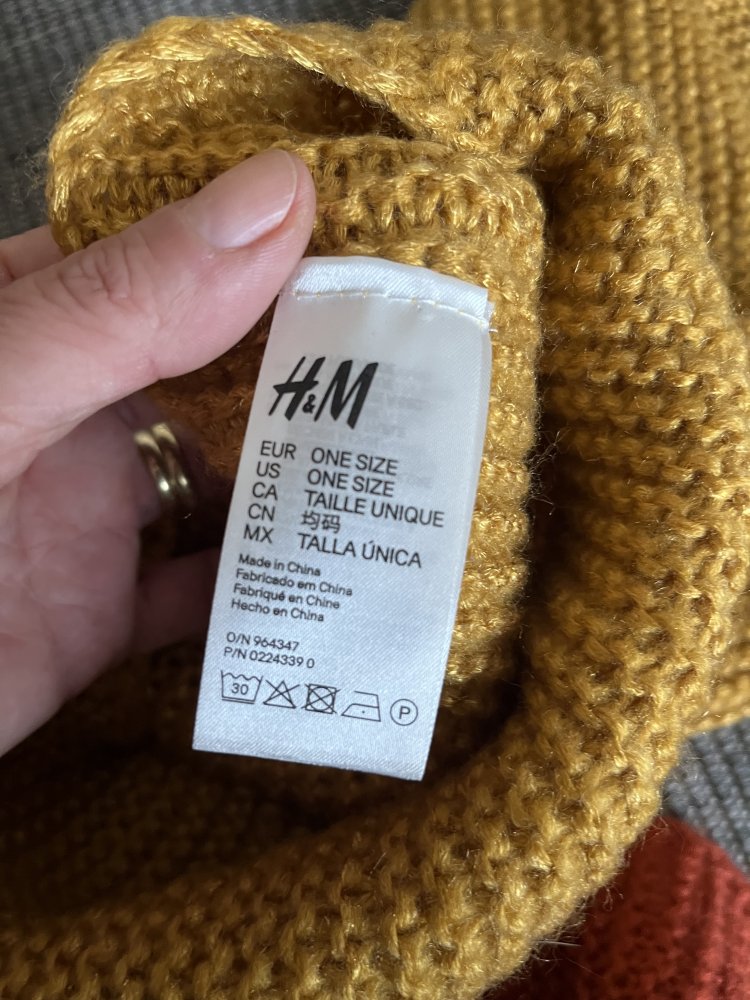 H&M
EUR ONE SIZE
US ONE SIZE
CA TAILLE UNIQUE
CN 均码
MX TALLA ÚNICA
Made in China
Fabricado em China
Fabriqué en Chine
Hecho en China
O/N 964347
P/N 0224339 0
30 P